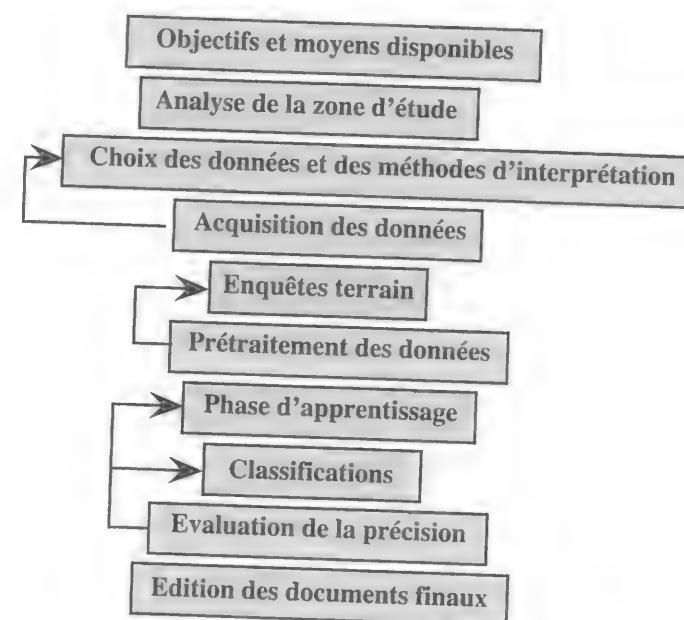 Objectifs et moyens disponibles
Analyse de la zone d'étude
Choix des données et des méthodes d'interprétation
Acquisition des données
Enquêtes terrain
Prétraitement des données
Phase d'apprentissage
Classifications
Evaluation de la précision
Edition des documents finaux